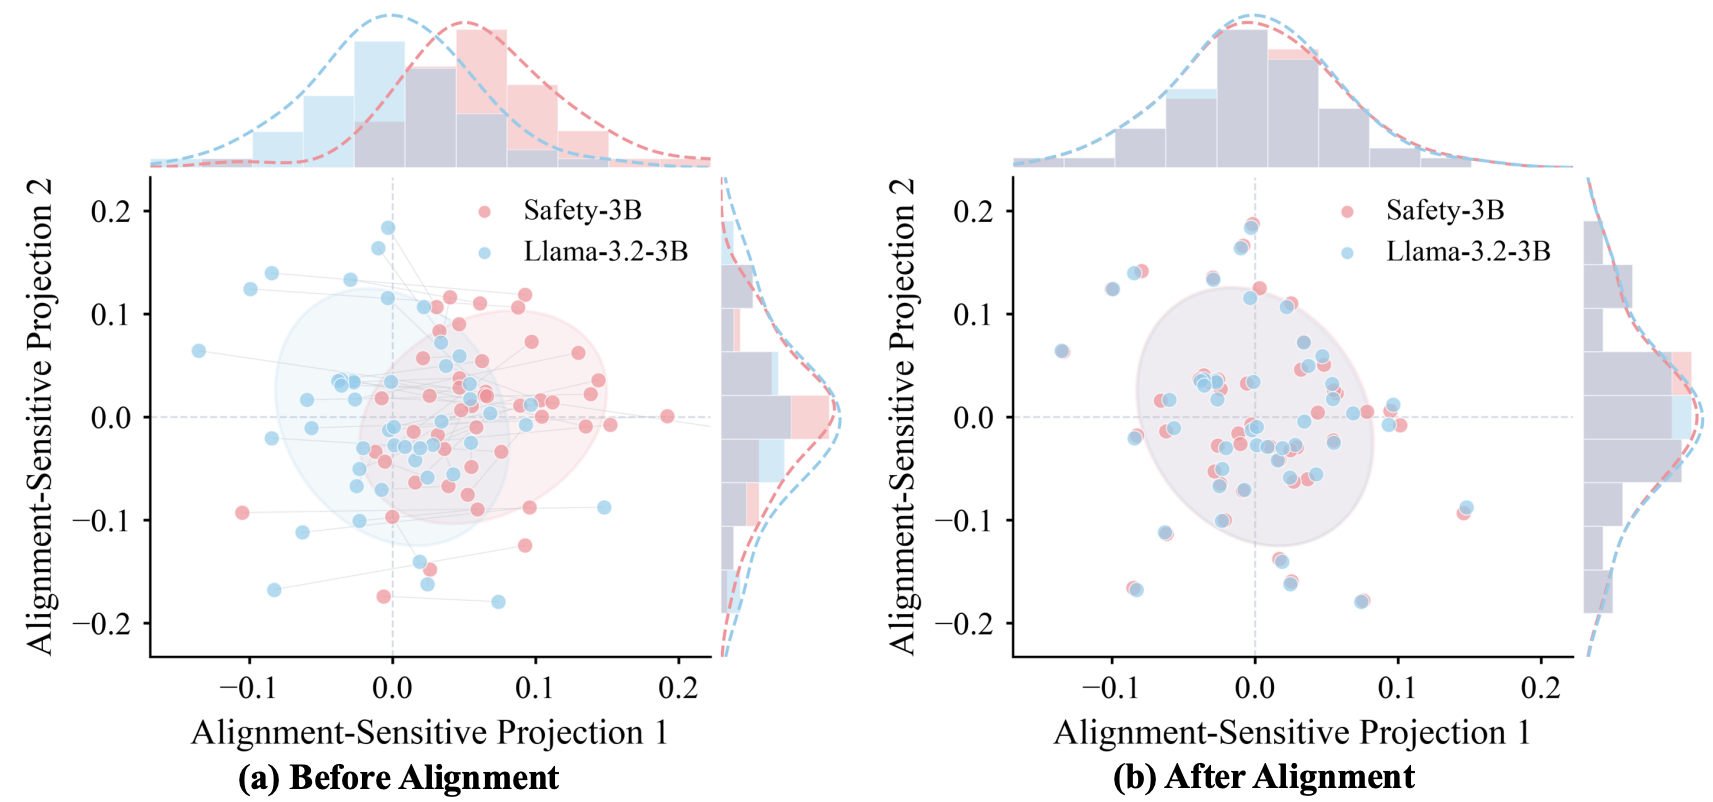 Alignment-Sensitive Projection 2
0.2
0.1
0.0
−0.1
−0.2
Safety-3B
Llama-3.2-3B
−0.1
0.0
0.1
0.2
Alignment-Sensitive Projection 1
(a) Before Alignment
Alignment-Sensitive Projection 2
0.2
0.1
0.0
−0.1
−0.2
Safety-3B
Llama-3.2-3B
−0.1
0.0
0.1
0.2
Alignment-Sensitive Projection 1
(b) After Alignment